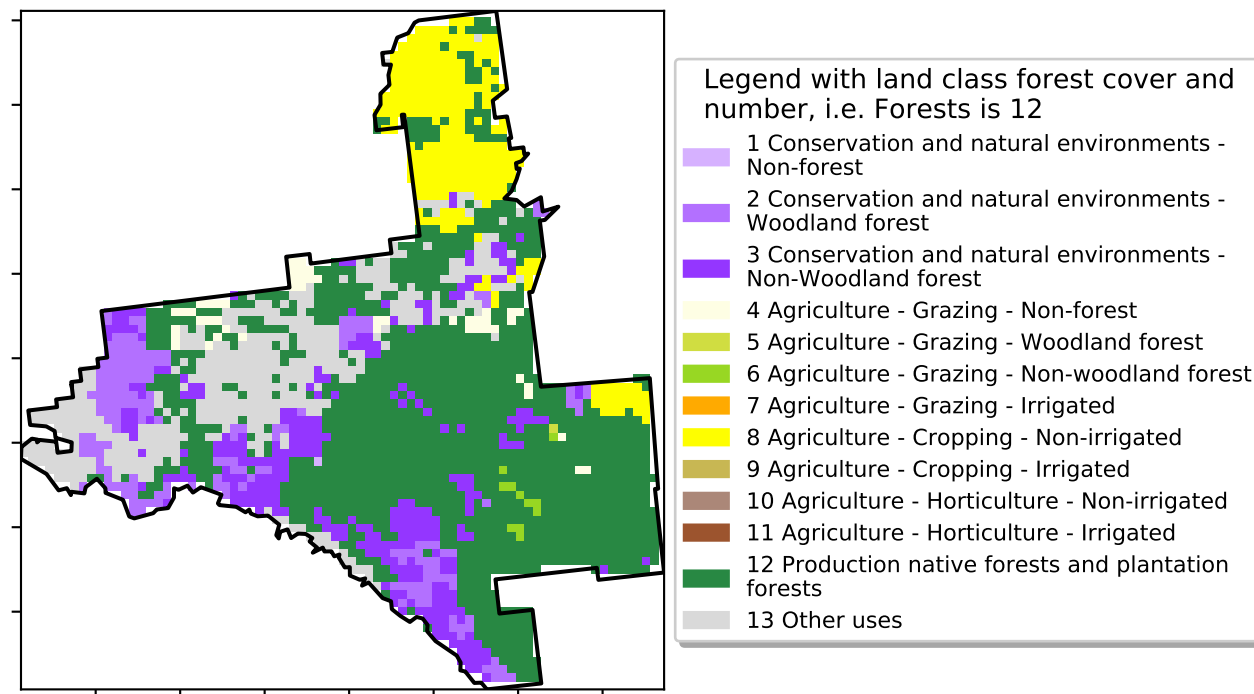 Legend with land class forest cover and
number, i.e. Forests is 12
1 Conservation and natural environments -
Non-forest
2 Conservation and natural environments -
Woodland forest
3 Conservation and natural environments -
Non-Woodland forest
4 Agriculture - Grazing - Non-forest
5 Agriculture - Grazing - Woodland forest
6 Agriculture - Grazing - Non-woodland forest
7 Agriculture - Grazing - Irrigated
8 Agriculture - Cropping - Non-irrigated
9 Agriculture - Cropping - Irrigated
10 Agriculture - Horticulture - Non-irrigated
11 Agriculture - Horticulture - Irrigated
12 Production native forests and plantation
forests
13 Other uses